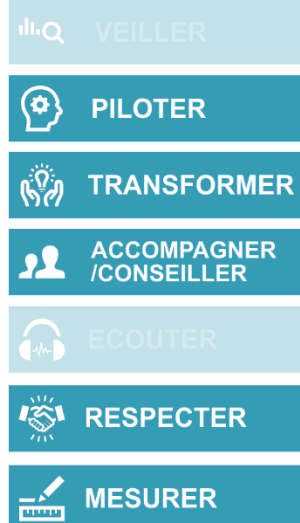 VEILLER
PILOTER
TRANSFORMER
ACCOMPAGNER
/CONSEILLER
ECOUTER
RESPECTER
MESURER